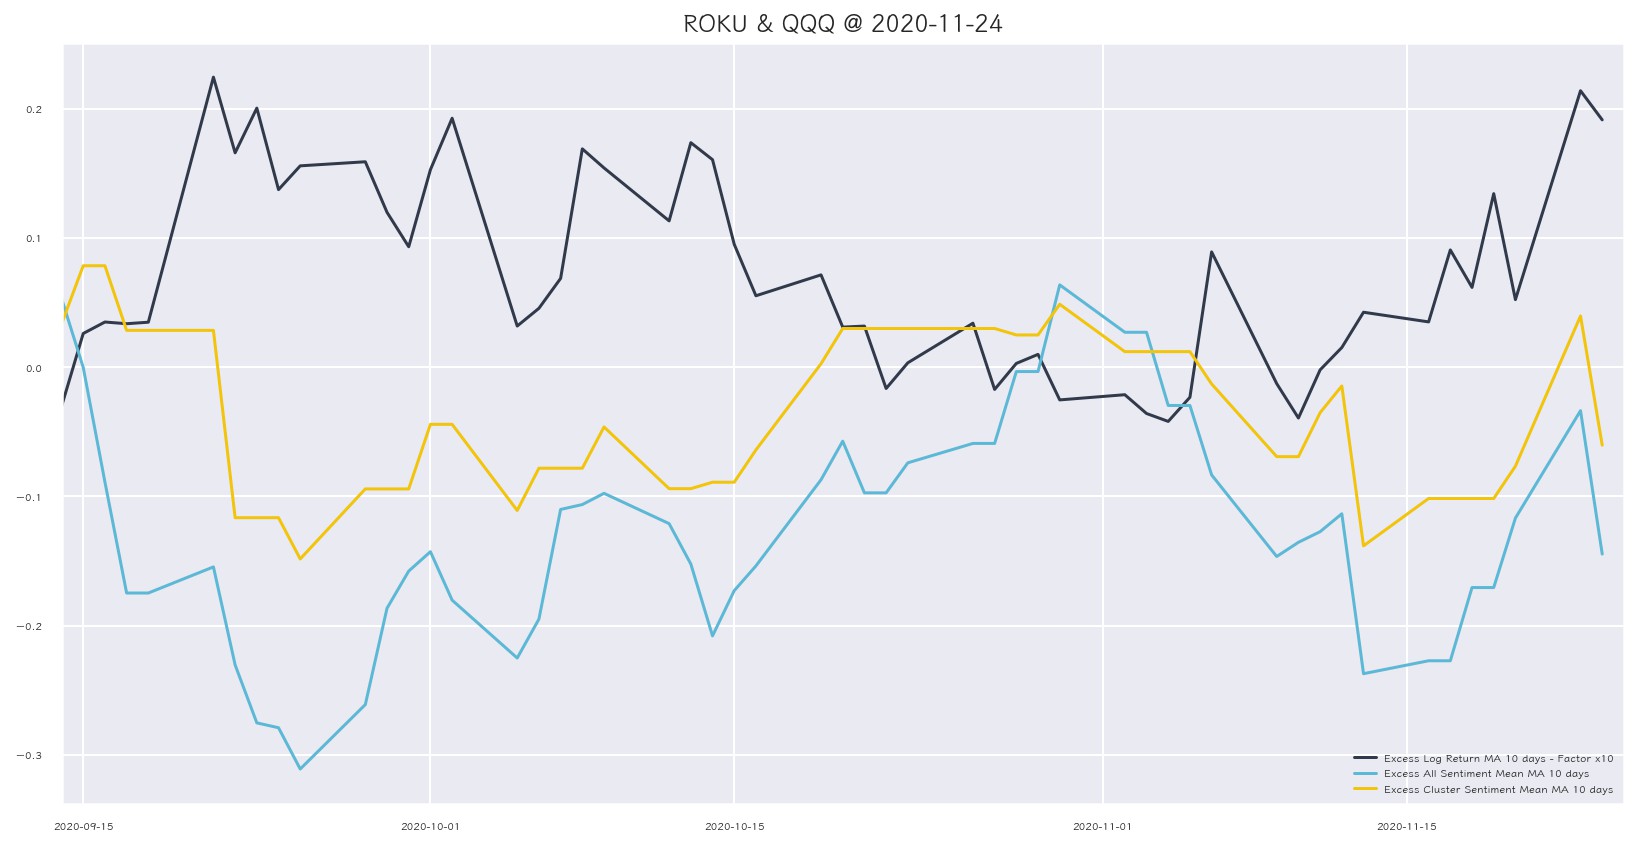 ROKU & QQQ @ 2020-11-24
0.2
0.1
0.0
−0.1
−0.2
−0.3
Excess Log Return MA 10 days - Factor x10
Excess All Sentiment Mean MA 10 days
Excess Cluster Sentiment Mean MA 10 days
2020-09-15 2020-10-01 2020-10-15 2020-11-01 2020-11-15